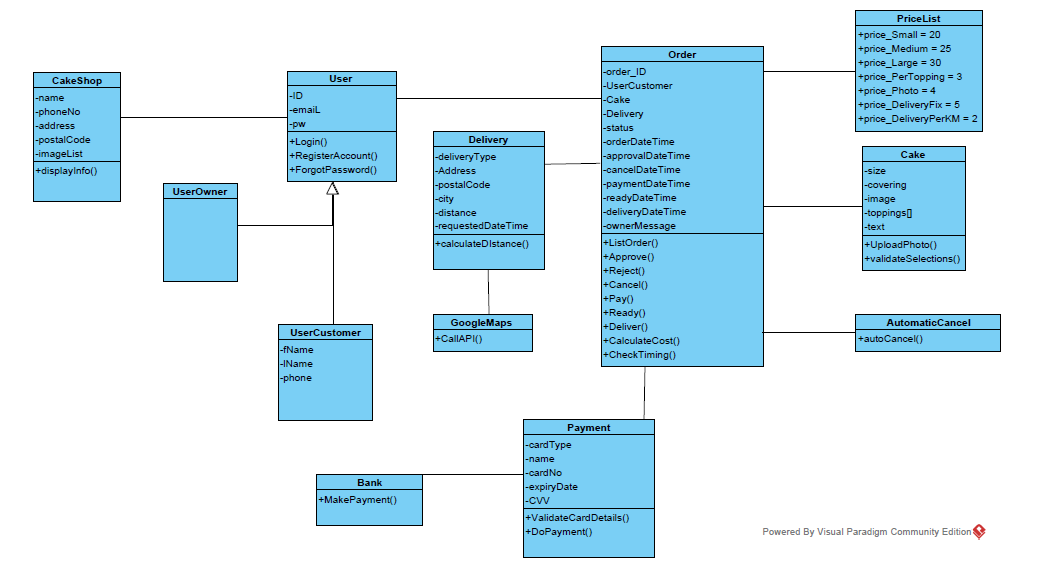 CakeShop
-name
-phoneNo
-address
-postalCode
-imageList
+displayInfo()
User
-ID
-emaiL
-pw
+Login()
+RegisterAccount()
+ForgotPassword()
UserOwner
UserCustomer
-fName
-lName
-phone
Delivery
-deliveryType
-Address
-postalCode
-city
-distance
-requestedDateTime
+calculateDIstance()
GoogleMaps
+CallAPI()
Order
-order_ID
-UserCustomer
-Cake
-Delivery
-status
-orderDateTime
-approvalDateTime
-cancelDateTime
-paymentDateTime
-readyDateTime
-deliveryDateTime
-ownerMessage
+ListOrder()
+Approve()
+Reject()
+Cancel()
+Pay()
+Ready()
+Deliver()
+CalculateCost()
+CheckTiming()
PriceList
+price_Small = 20
+price_Medium = 25
+price_Large = 30
+price_PerTopping = 3
+price_Photo = 4
+price_DeliveryFix = 5
+price_DeliveryPerKM = 2
Cake
-size
-covering
-image
-toppings[]
-text
+UploadPhoto()
+validateSelections()
AutomaticCancel
+autoCancel()
Payment
-cardType
-name
-cardNo
-expiryDate
-CVV
+ValidateCardDetails()
+DoPayment()
Bank
+MakePayment()
Powered By Visual Paradigm Community Edition